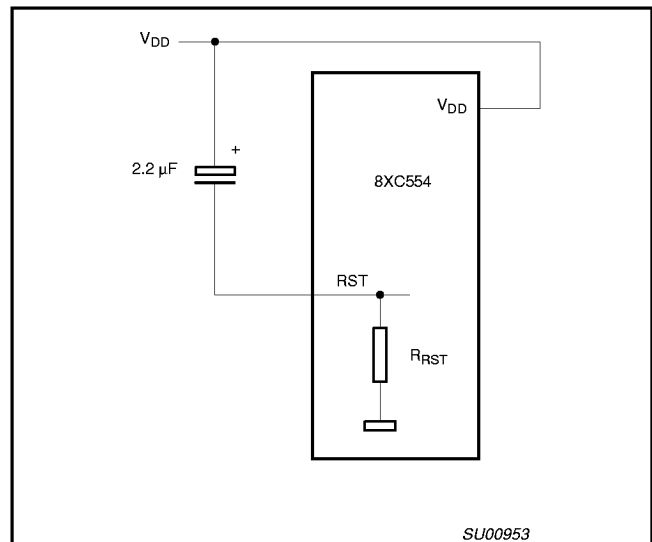 VDD
VDD
+
2.2 μF
8XC554
RST
RRST
SU00953